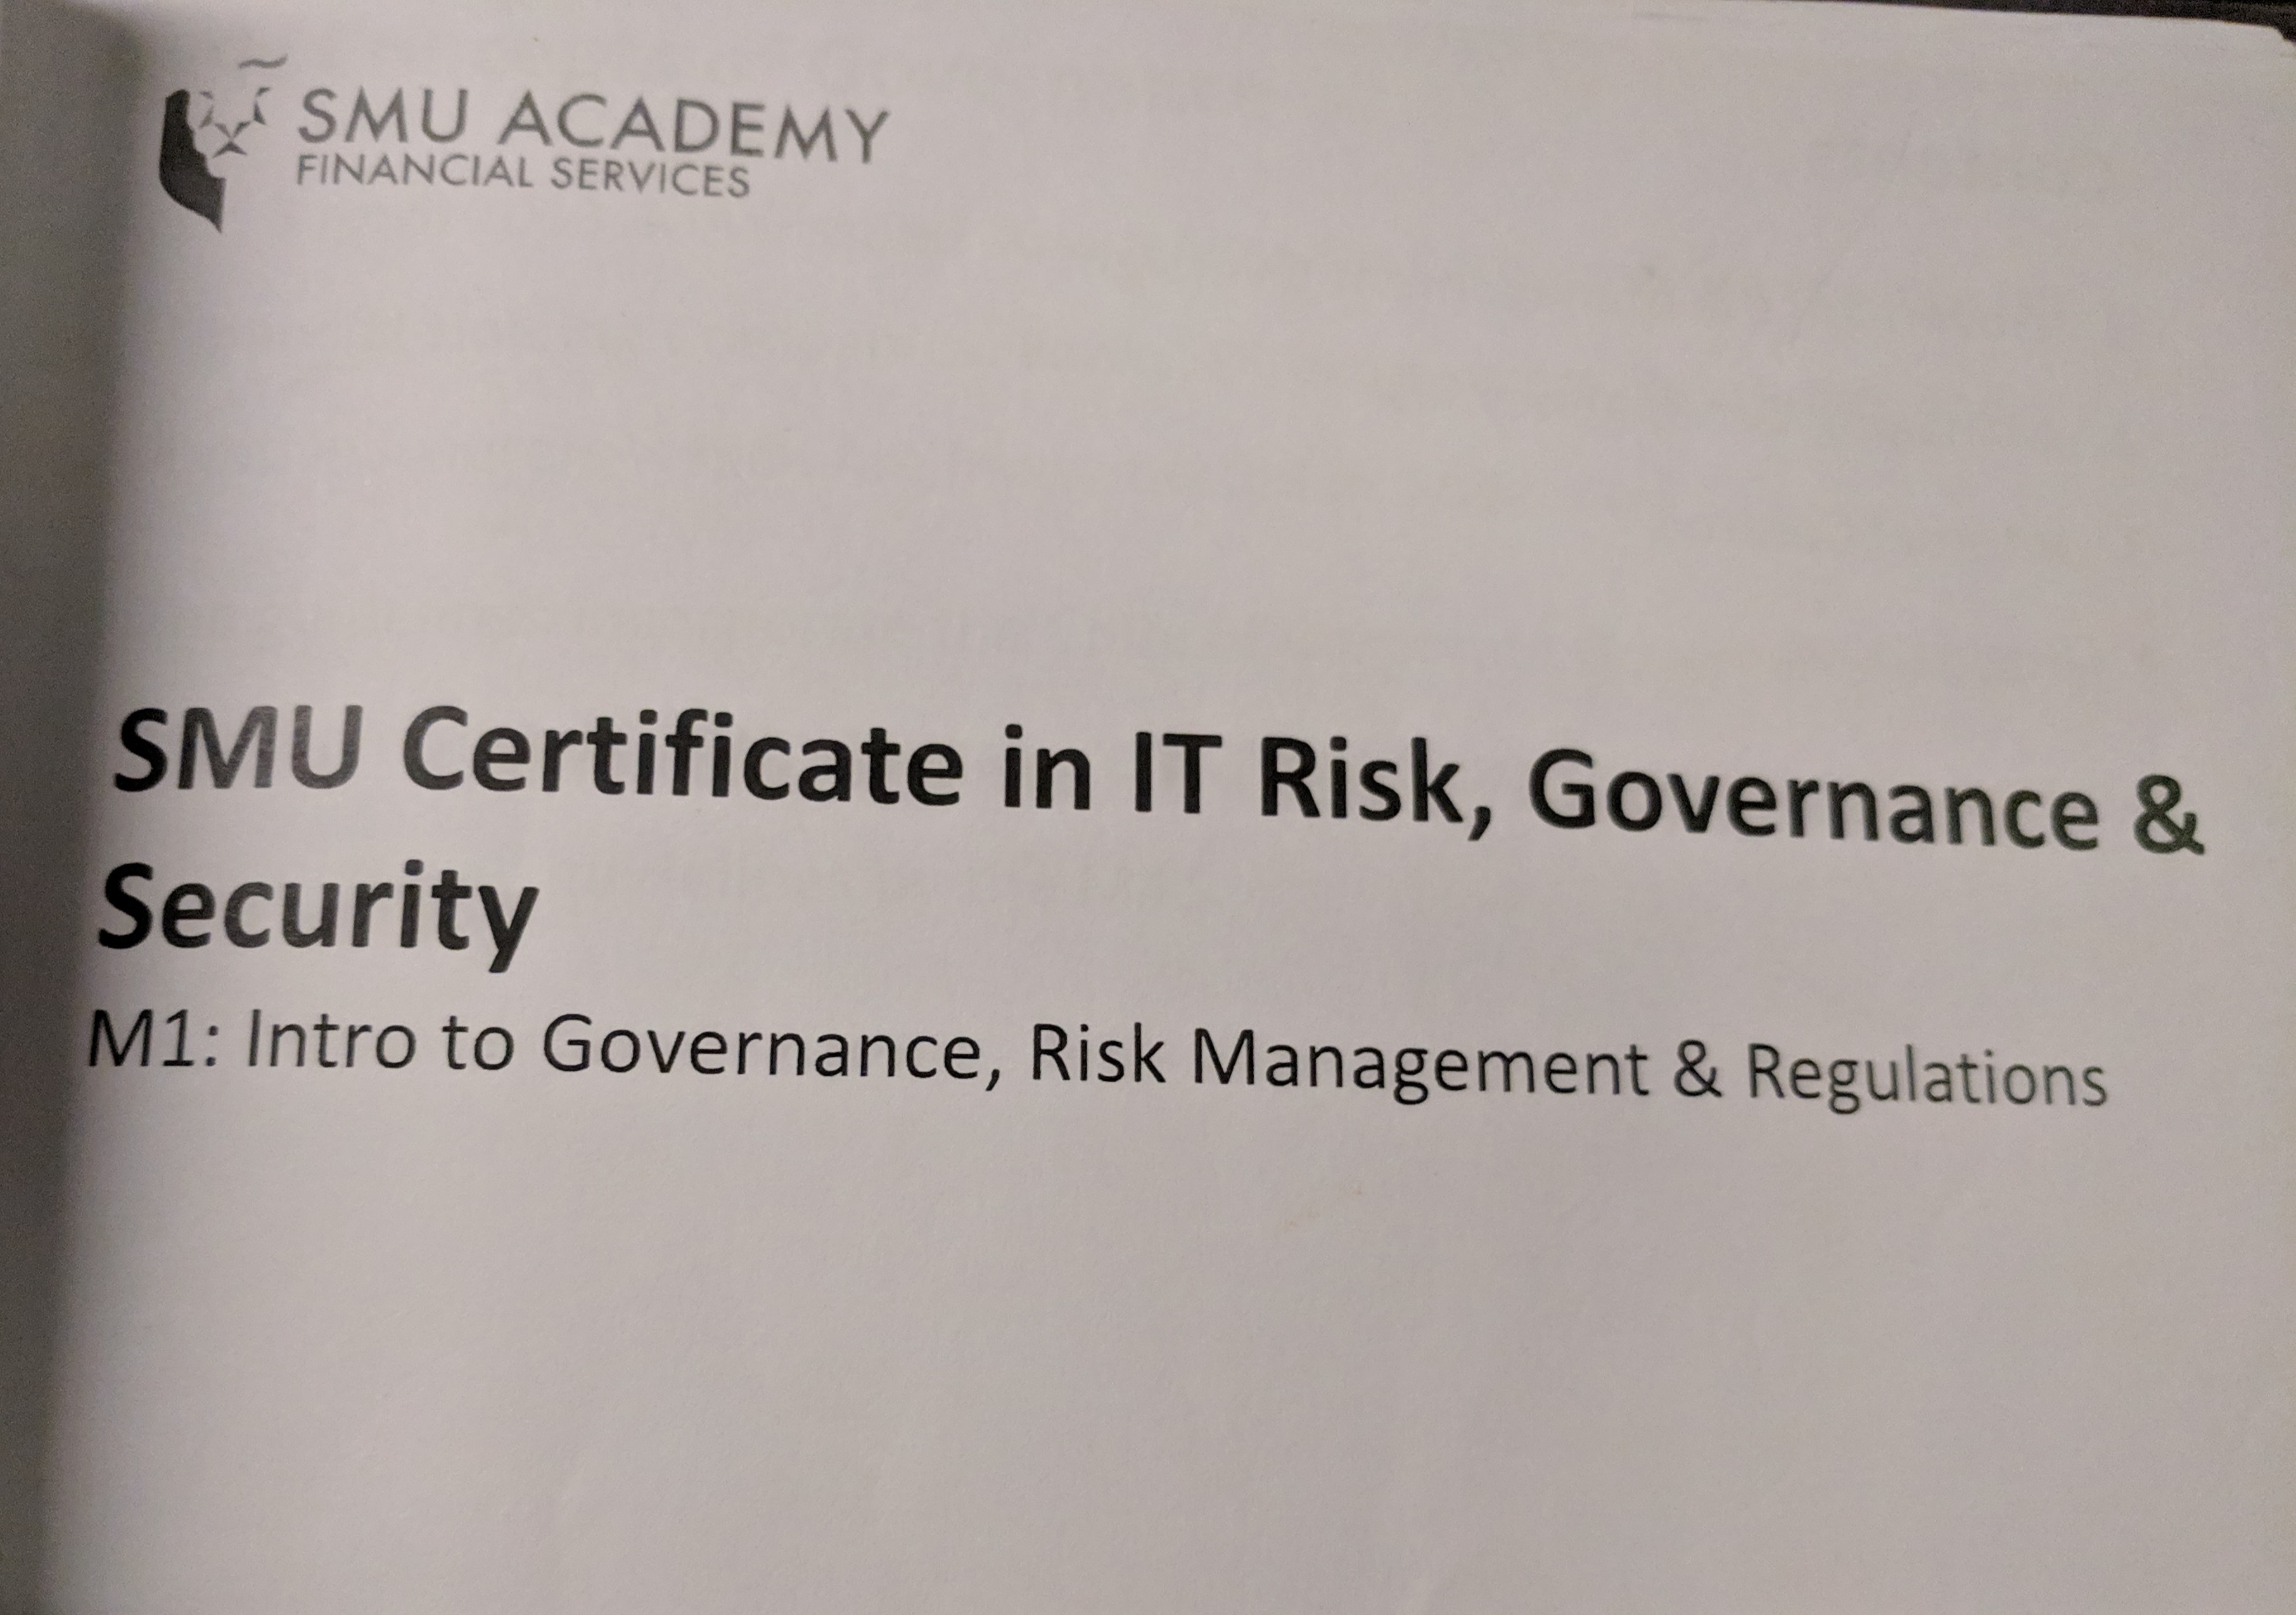 SMU ACADEMY
FINANCIAL SERVICES
SMU Certificate in IT Risk, Governance &
Security
M1: Intro to Governance, Risk Management & Regulations